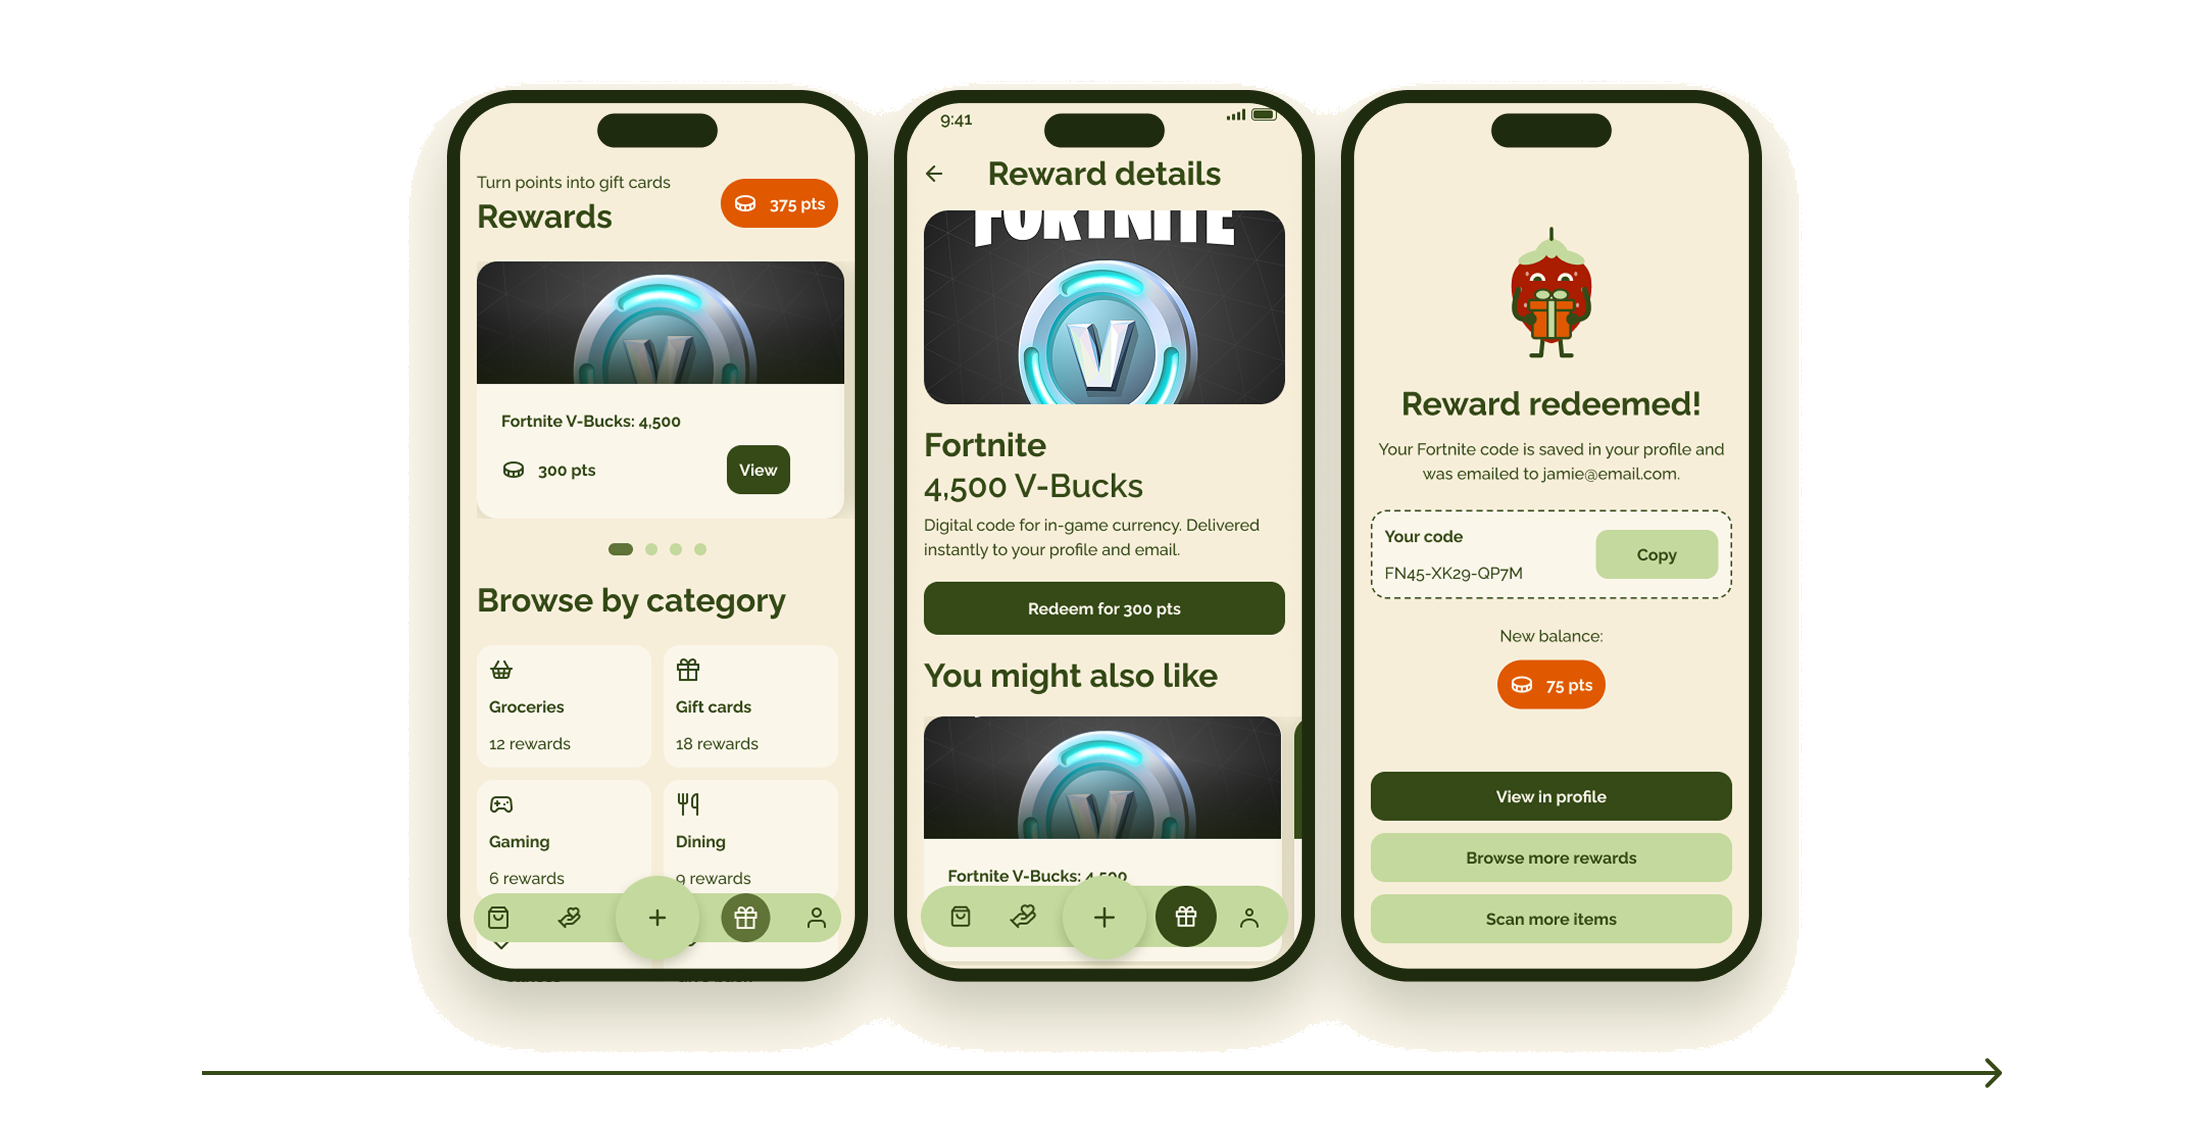 Turn points into gift cards
Rewards
375 pts
Fortnite V-Bucks: 4,500
300 pts
View
Browse by category
Groceries
12 rewards
Gift cards
18 rewards
Gaming
6 rewards
Dining
9 rewards
9:41
Reward details
FORTNITE
V
Fortnite
4,500 V-Bucks
Digital code for in-game currency. Delivered
instantly to your profile and email.
Redeem for 300 pts
You might also like
Fortnite V-Bucks: 4,500
Reward redeemed!
Your Fortnite code is saved in your profile and
was emailed to jamie@email.com.
Your code
FN45-XK29-QP7M
Copy
New balance:
75 pts
View in profile
Browse more rewards
Scan more items